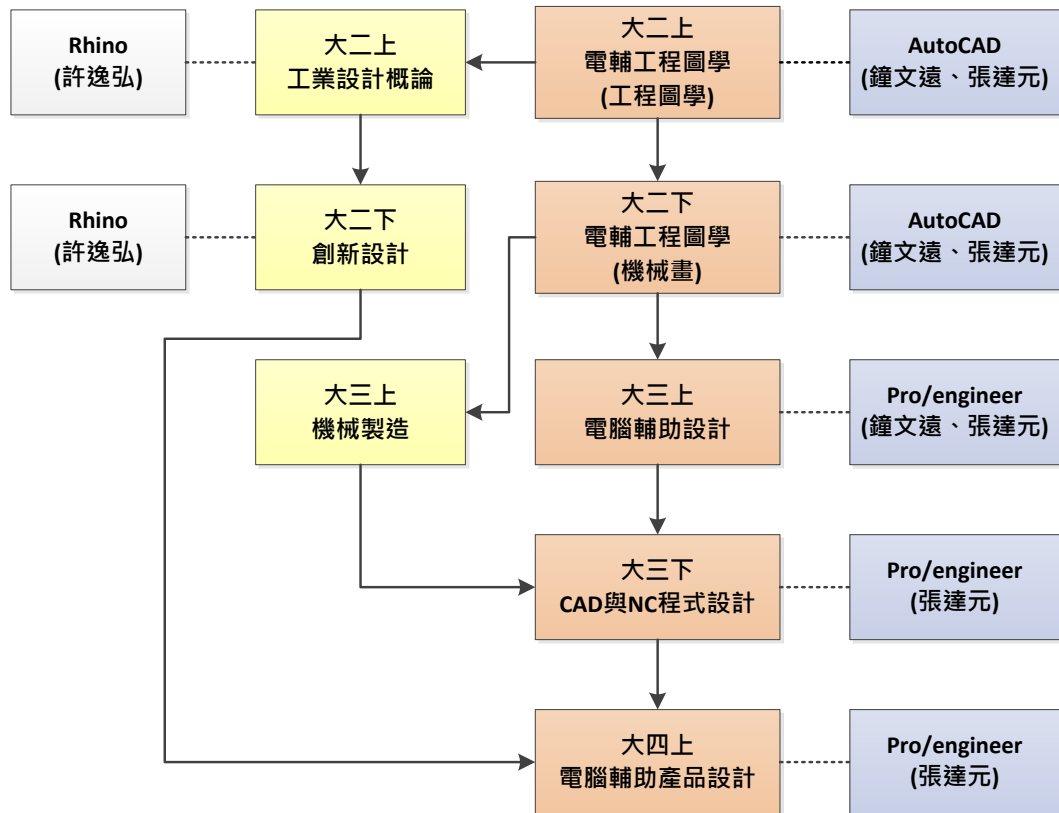 Rhino
(許逸弘)
大二上
工業設計概論
大二上
電輔工程圖學
(工程圖學)
AutoCAD
(鐘文遠、張達元)
Rhino
(許逸弘)
大二下
創新設計
大二下
電輔工程圖學
(機械畫)
AutoCAD
(鐘文遠、張達元)
大三上
機械製造
大三上
電腦輔助設計
Pro/engineer
(鐘文遠、張達元)
大三下
CAD與NC程式設計
Pro/engineer
(張達元)
大四上
電腦輔助產品設計
Pro/engineer
(張達元)